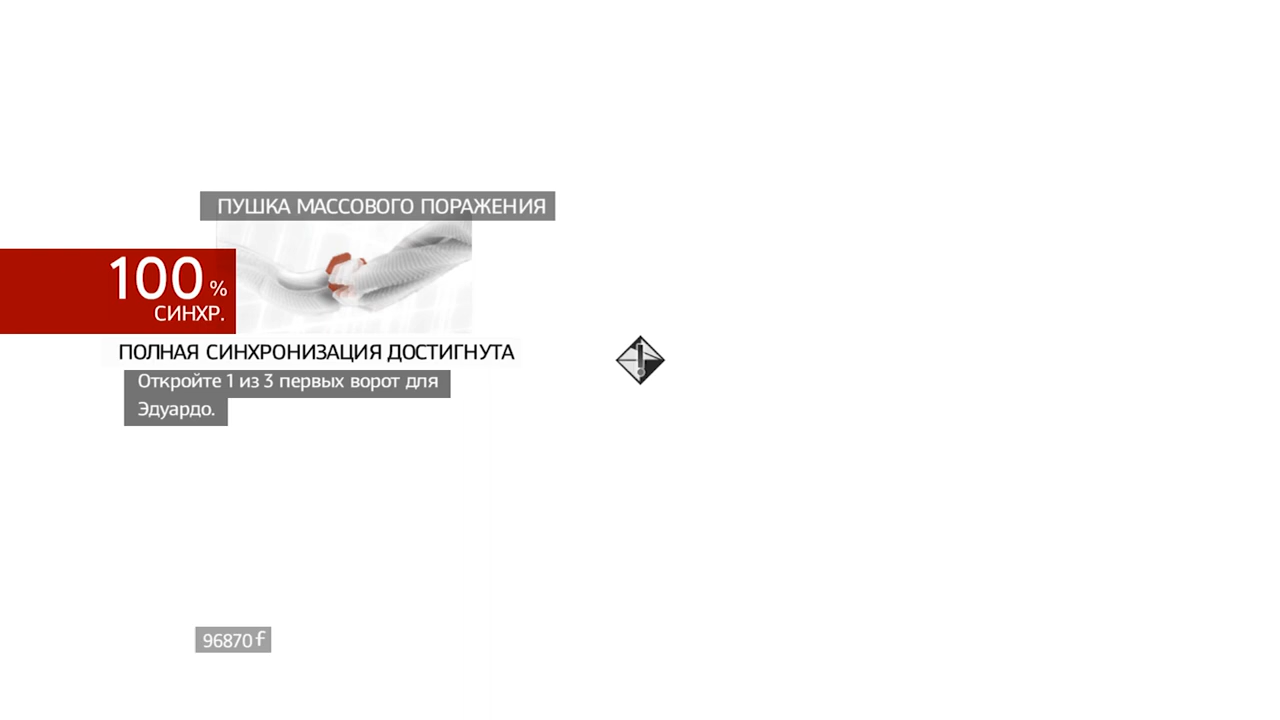 ПУШКА МАССОВОГО ПОРАЖЕНИЯ
100 %
СИНХР.
ПОЛНАЯ СИНХРОНИЗАЦИЯ ДОСТИГНУТА
Откройте 1 из 3 первых ворот для
Эдуардо.
96870 f